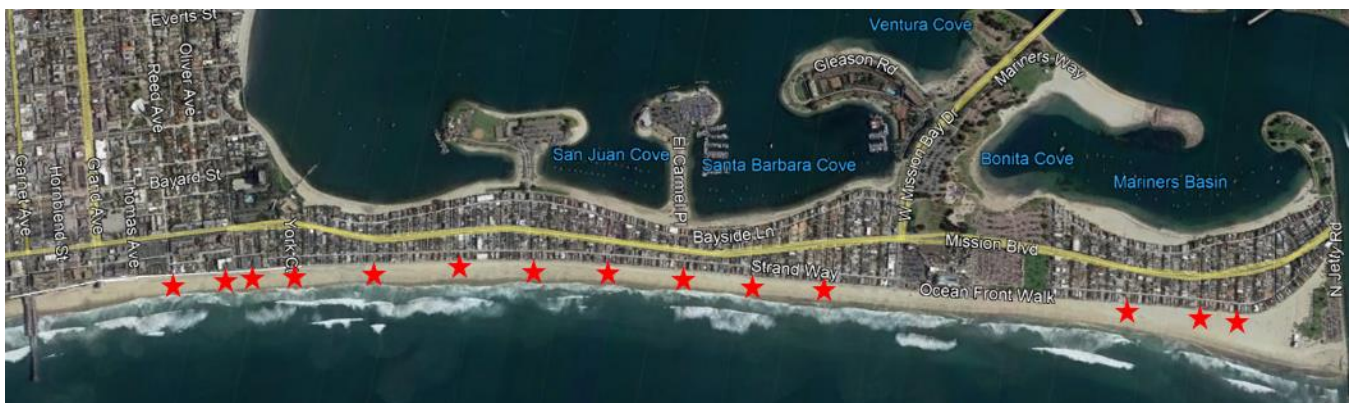 Everts St
Oliver Ave
Reed Ave
Garnet Ave
Hornblend St
Grand Ave
Thomas Ave
Bayard St
York Ct
San Juan Cove
El Carmel Pl
Santa Barbara Cove
Gleason Rd
Ventura Cove
Mariners Way
W Mission Bay Dr
Bonita Cove
Mariners Basin
Bayside Ln
Mission Blvd
Strand Way
Ocean Front Walk
N Jetty Rd